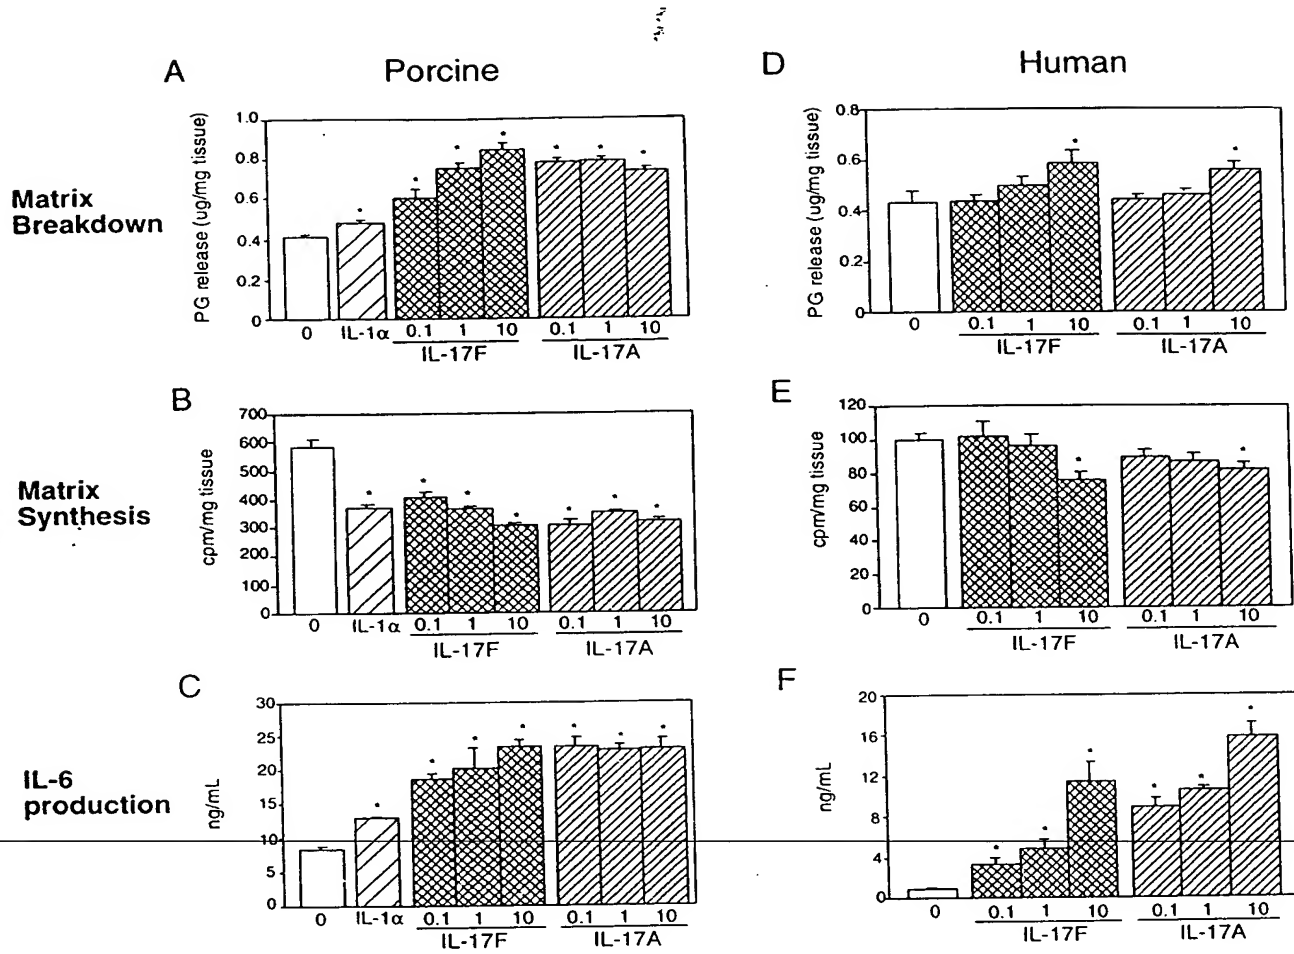 A
Porcine
D
Human
Matrix
Breakdown
PG release (ug/mg tissue)
1.0
0.8
0.6
0.4
0.2
0
* * * * * * *
0 IL-1α 0.1 1 10 0.1 1 10
IL-17F IL-17A
PG release (ug/mg tissue)
0.8
0.6
0.4
0.2
0
* *
0 0.1 1 10 0.1 1 10
IL-17F IL-17A
B
E
Matrix
Synthesis
cpm/mg tissue
700
600
500
400
300
200
100
0
* * * * * * *
0 IL-1α 0.1 1 10 0.1 1 10
IL-17F IL-17A
cpm/mg tissue
120
100
80
60
40
20
0
* *
0 0.1 1 10 0.1 1 10
IL-17F IL-17A
C
F
IL-6
production
ng/mL
30
25
20
15
10
5
0
* * * * * * *
0 IL-1α 0.1 1 10 0.1 1 10
IL-17F IL-17A
ng/mL
20
16
12
8
4
0
* * * * * *
0 0.1 1 10 0.1 1 10
IL-17F IL-17A